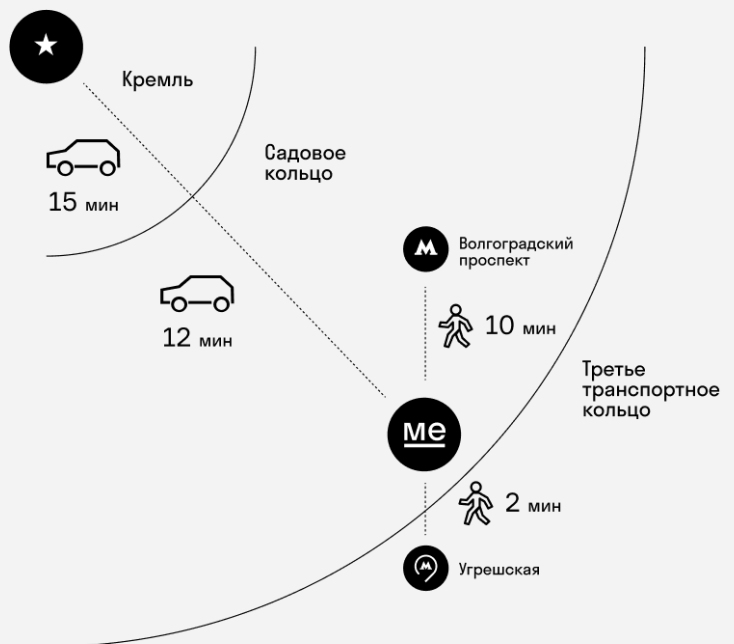 Кремль
Садовое
кольцо
15 мин
М
Волгоградский
проспект
12 мин
10 мин
Третье
транспортное
кольцо
ме
2 мин
М
Угрешская